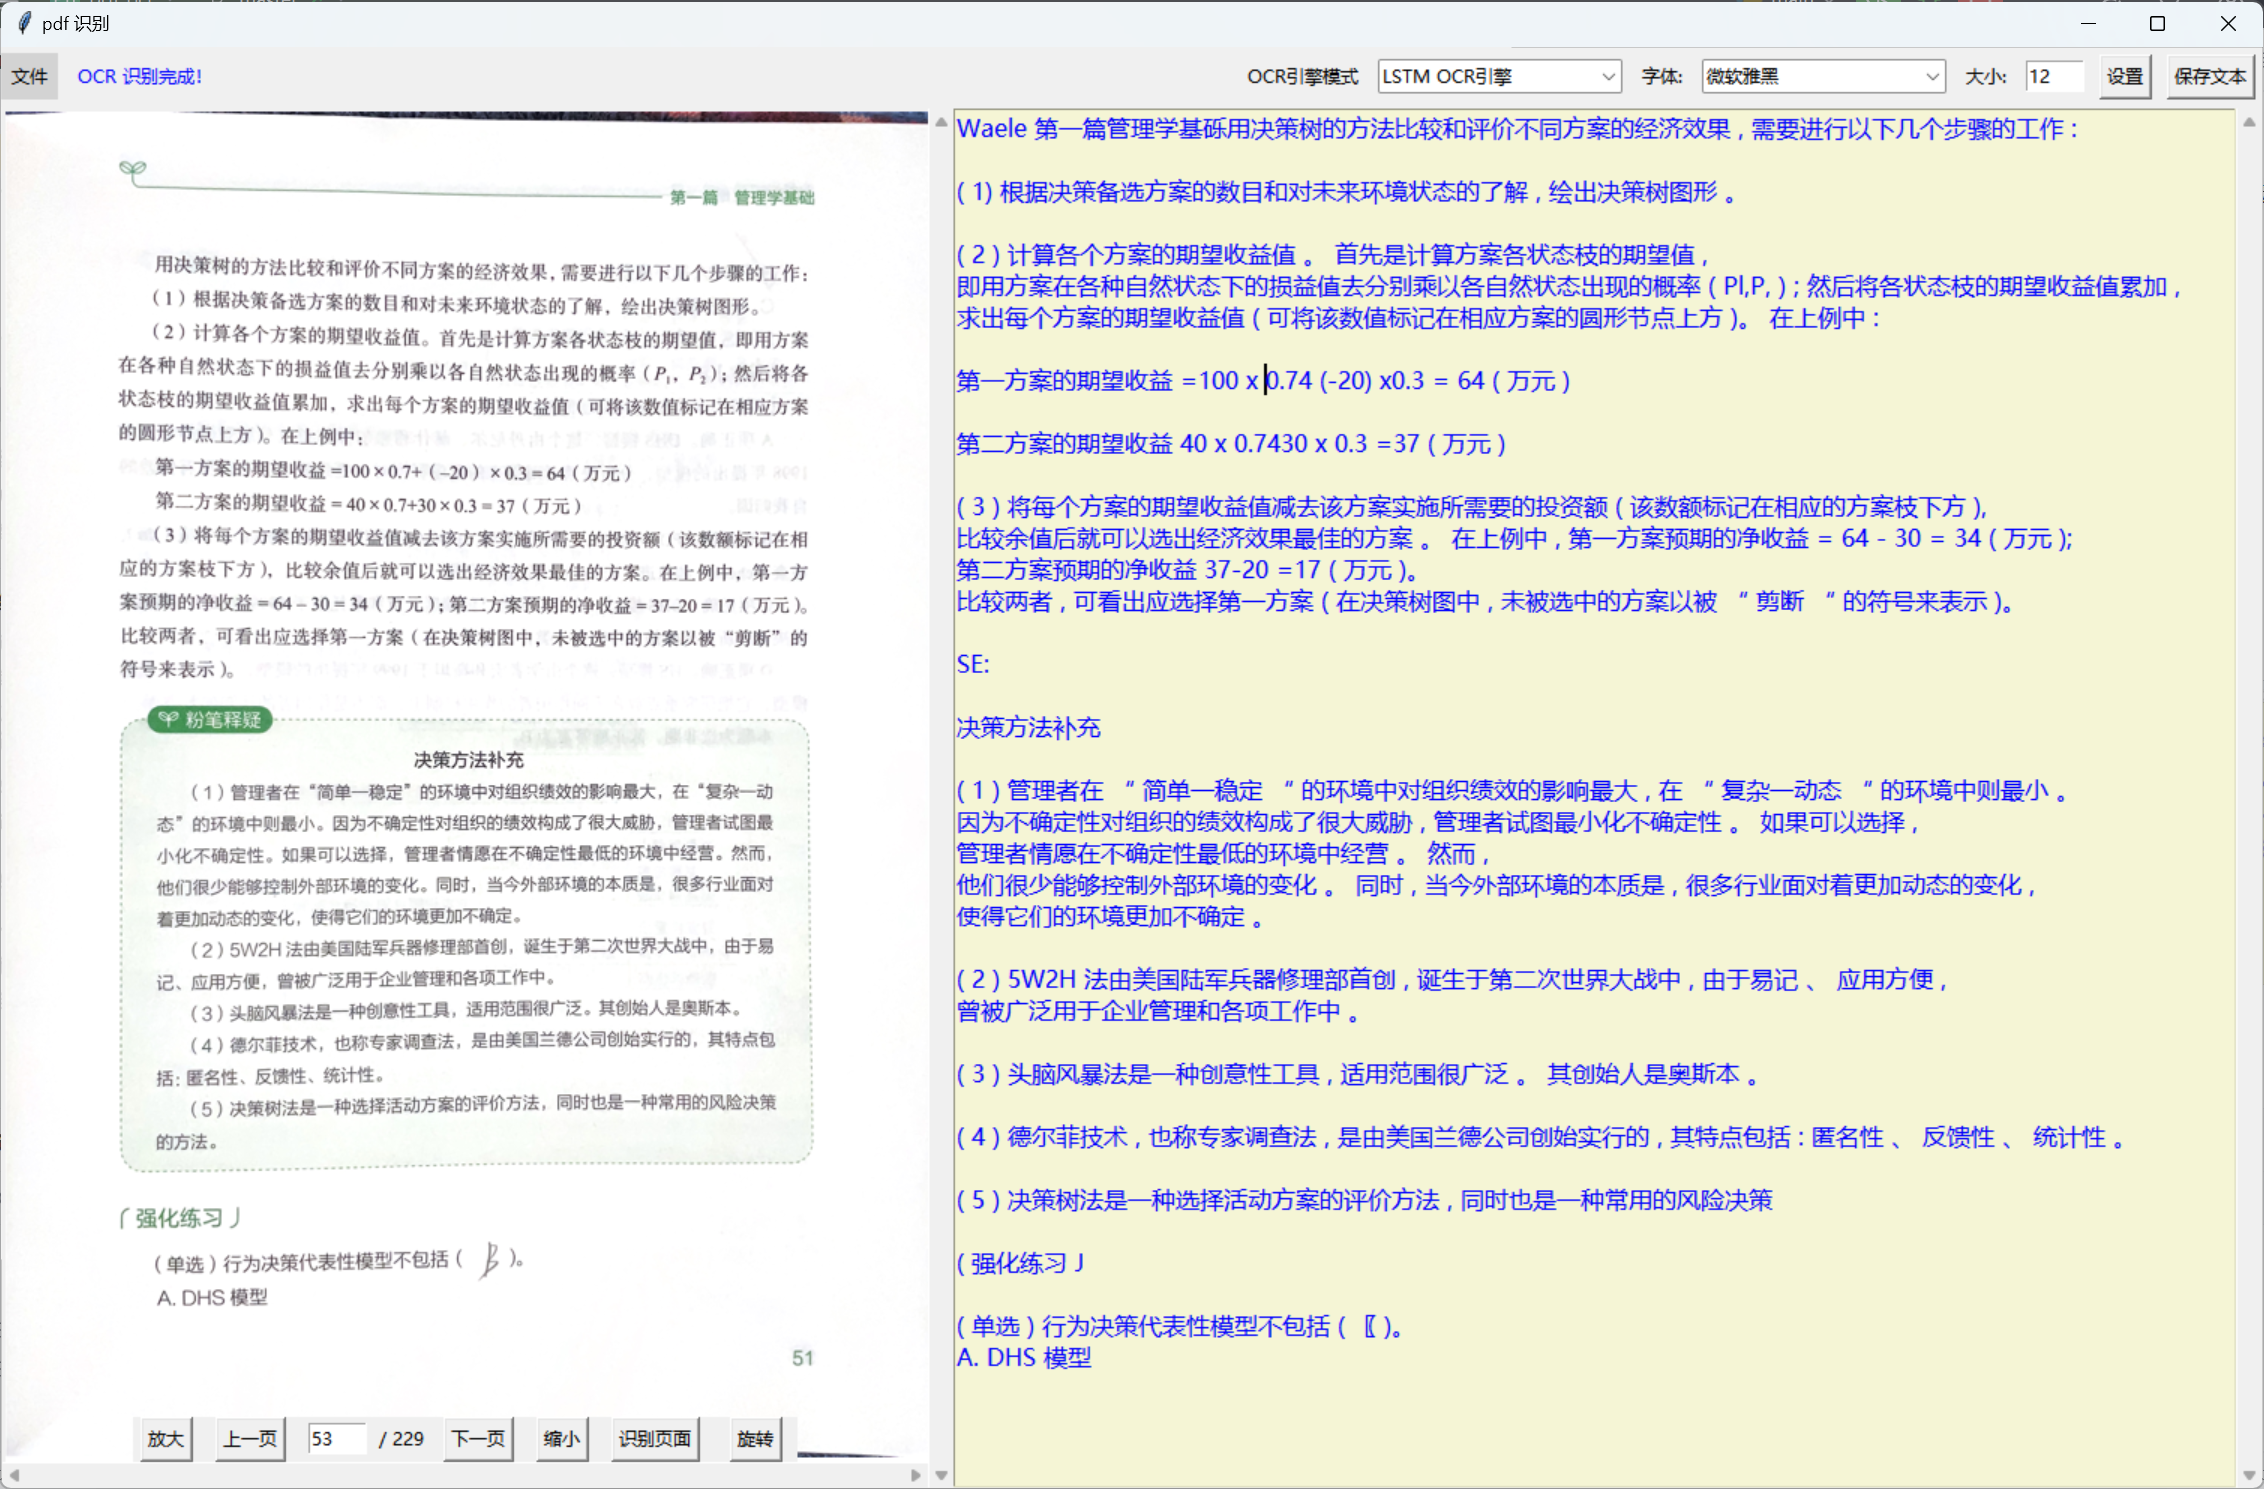 pdf 识别
文件 OCR 识别完成! OCR引擎模式 LSTM OCR引擎 字体: 微软雅黑 大小: 12 设置 保存文本
第一篇 管理学基础
用决策树的方法比较和评价不同方案的经济效果,需要进行以下几个步骤的工作:
(1)根据决策备选方案的数目和对未来环境状态的了解,绘出决策树图形。
(2)计算各个方案的期望收益值。首先是计算方案各状态枝的期望值,即用方案
在各种自然状态下的损益值去分别乘以各自然状态出现的概率(P₁,P₂);然后将各
状态枝的期望收益值累加,求出每个方案的期望收益值(可将该数值标记在相应方案
的圆形节点上方)。在上例中:
第一方案的期望收益=100×0.7+(-20)×0.3=64(万元)
第二方案的期望收益=40×0.7+30×0.3=37(万元)
(3)将每个方案的期望收益值减去该方案实施所需要的投资额(该数额标记在相
应的方案枝下方),比较余值后就可以选出经济效果最佳的方案。在上例中,第一方
案预期的净收益=64-30=34(万元);第二方案预期的净收益=37-20=17(万元)。
比较两者,可看出应选择第一方案(在决策树图中,未被选中的方案以被“剪断”的
符号来表示)。
粉笔释疑
决策方法补充
(1)管理者在“简单—稳定”的环境中对组织绩效的影响最大,在“复杂—动
态”的环境中则最小。因为不确定性对组织的绩效构成了很大威胁,管理者试图最
小化不确定性。如果可以选择,管理者情愿在不确定性最低的环境中经营。然而,
他们很少能够控制外部环境的变化。同时,当今外部环境的本质是,很多行业面对
着更加动态的变化,使得它们的环境更加不确定。
(2)5W2H 法由美国陆军兵器修理部首创,诞生于第二次世界大战中,由于易
记、应用方便,曾被广泛用于企业管理和各项工作中。
(3)头脑风暴法是一种创意性工具,适用范围很广泛。其创始人是奥斯本。
(4)德尔菲技术,也称专家调查法,是由美国兰德公司创始实行的,其特点包
括:匿名性、反馈性、统计性。
(5)决策树法是一种选择活动方案的评价方法,同时也是一种常用的风险决策
的方法。
强化练习
(单选)行为决策代表性模型不包括( B )。
A. DHS 模型
51
放大 上一页 53 / 229 下一页 缩小 识别页面 旋转
Waele 第一篇管理学基砾用决策树的方法比较和评价不同方案的经济效果 , 需要进行以下几个步骤的工作 :
( 1) 根据决策备选方案的数目和对未来环境状态的了解 , 绘出决策树图形 。
( 2 ) 计算各个方案的期望收益值 。 首先是计算方案各状态枝的期望值 ,
即用方案在各种自然状态下的损益值去分别乘以各自然状态出现的概率 ( Pl,P, ) ; 然后将各状态枝的期望收益值累加 ,
求出每个方案的期望收益值 ( 可将该数值标记在相应方案的圆形节点上方 )。 在上例中 :
第一方案的期望收益 =100 x 0.74 (-20) x0.3 = 64 ( 万元 )
第二方案的期望收益 40 x 0.7430 x 0.3 =37 ( 万元 )
( 3 ) 将每个方案的期望收益值减去该方案实施所需要的投资额 ( 该数额标记在相应的方案枝下方 ),
比较余值后就可以选出经济效果最佳的方案 。 在上例中 , 第一方案预期的净收益 = 64 - 30 = 34 ( 万元 );
第二方案预期的净收益 37-20 =17 ( 万元 )。
比较两者 , 可看出应选择第一方案 ( 在决策树图中 , 未被选中的方案以被 “ 剪断 “ 的符号来表示 )。
SE:
决策方法补充
( 1 ) 管理者在 “ 简单一稳定 “ 的环境中对组织绩效的影响最大 , 在 “ 复杂一动态 “ 的环境中则最小 。
因为不确定性对组织的绩效构成了很大威胁 , 管理者试图最小化不确定性 。 如果可以选择 ,
管理者情愿在不确定性最低的环境中经营 。 然而 ,
他们很少能够控制外部环境的变化 。 同时 , 当今外部环境的本质是 , 很多行业面对着更加动态的变化 ,
使得它们的环境更加不确定 。
( 2 ) 5W2H 法由美国陆军兵器修理部首创 , 诞生于第二次世界大战中 , 由于易记 、 应用方便 ,
曾被广泛用于企业管理和各项工作中 。
( 3 ) 头脑风暴法是一种创意性工具 , 适用范围很广泛 。 其创始人是奥斯本 。
( 4 ) 德尔菲技术 , 也称专家调查法 , 是由美国兰德公司创始实行的 , 其特点包括 : 匿名性 、 反馈性 、 统计性 。
( 5 ) 决策树法是一种选择活动方案的评价方法 , 同时也是一种常用的风险决策
( 强化练习 J
( 单选 ) 行为决策代表性模型不包括 ( 〖 )。
A. DHS 模型